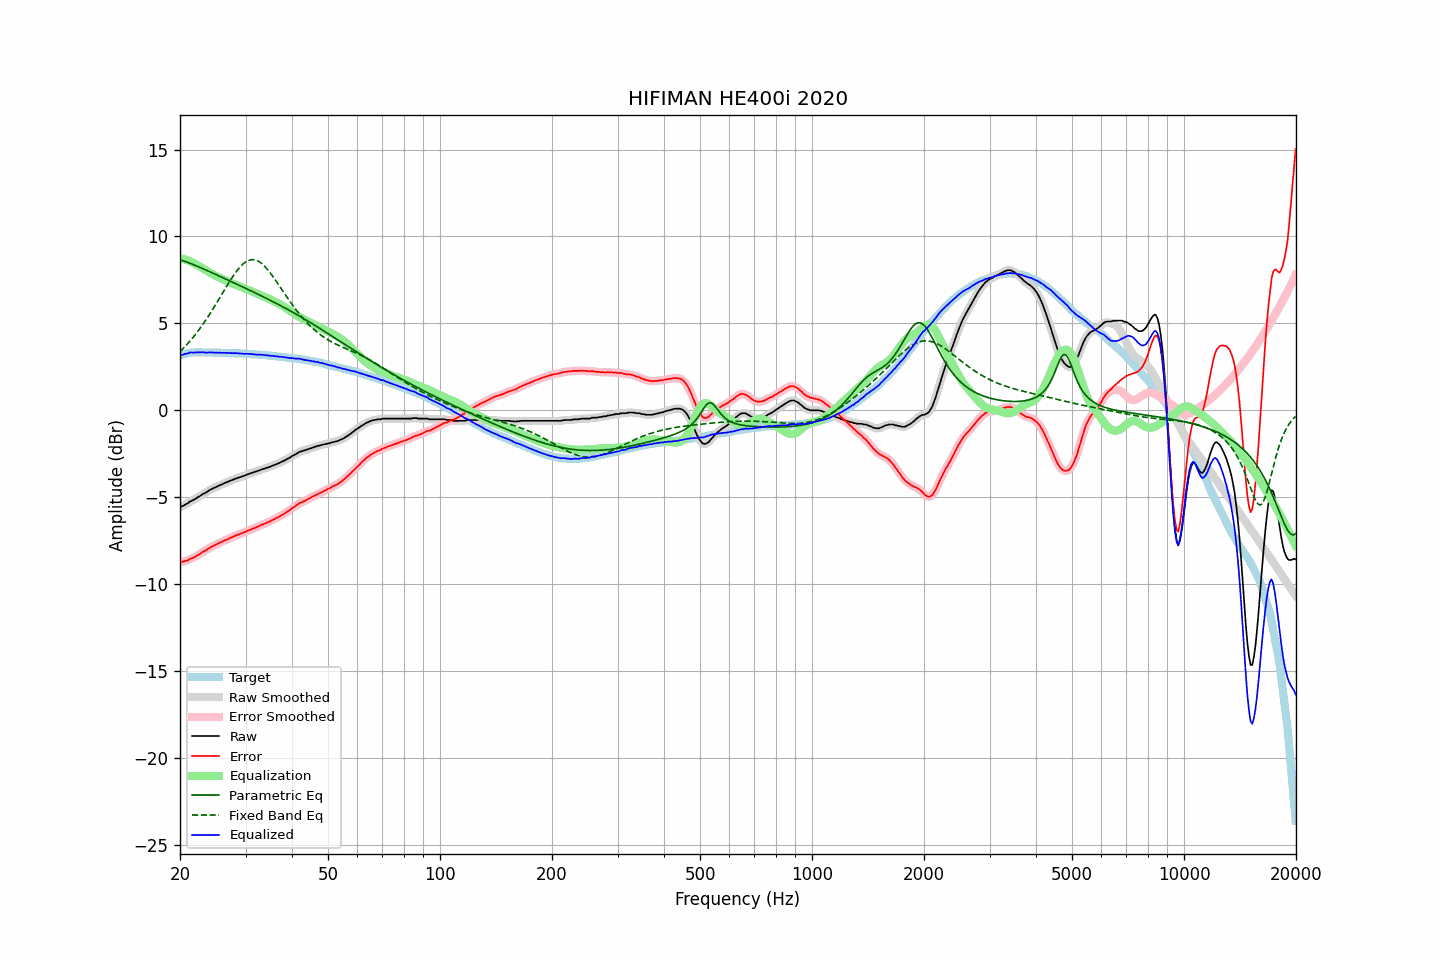 HIFIMAN HE400i 2020
Amplitude (dBr)
15
10
5
0
−5
−10
−15
−20
−25
Target
Raw Smoothed
Error Smoothed
Raw
Error
Equalization
Parametric Eq
Fixed Band Eq
Equalized
20 50 100 200 500 1000 2000 5000 10000 20000
Frequency (Hz)